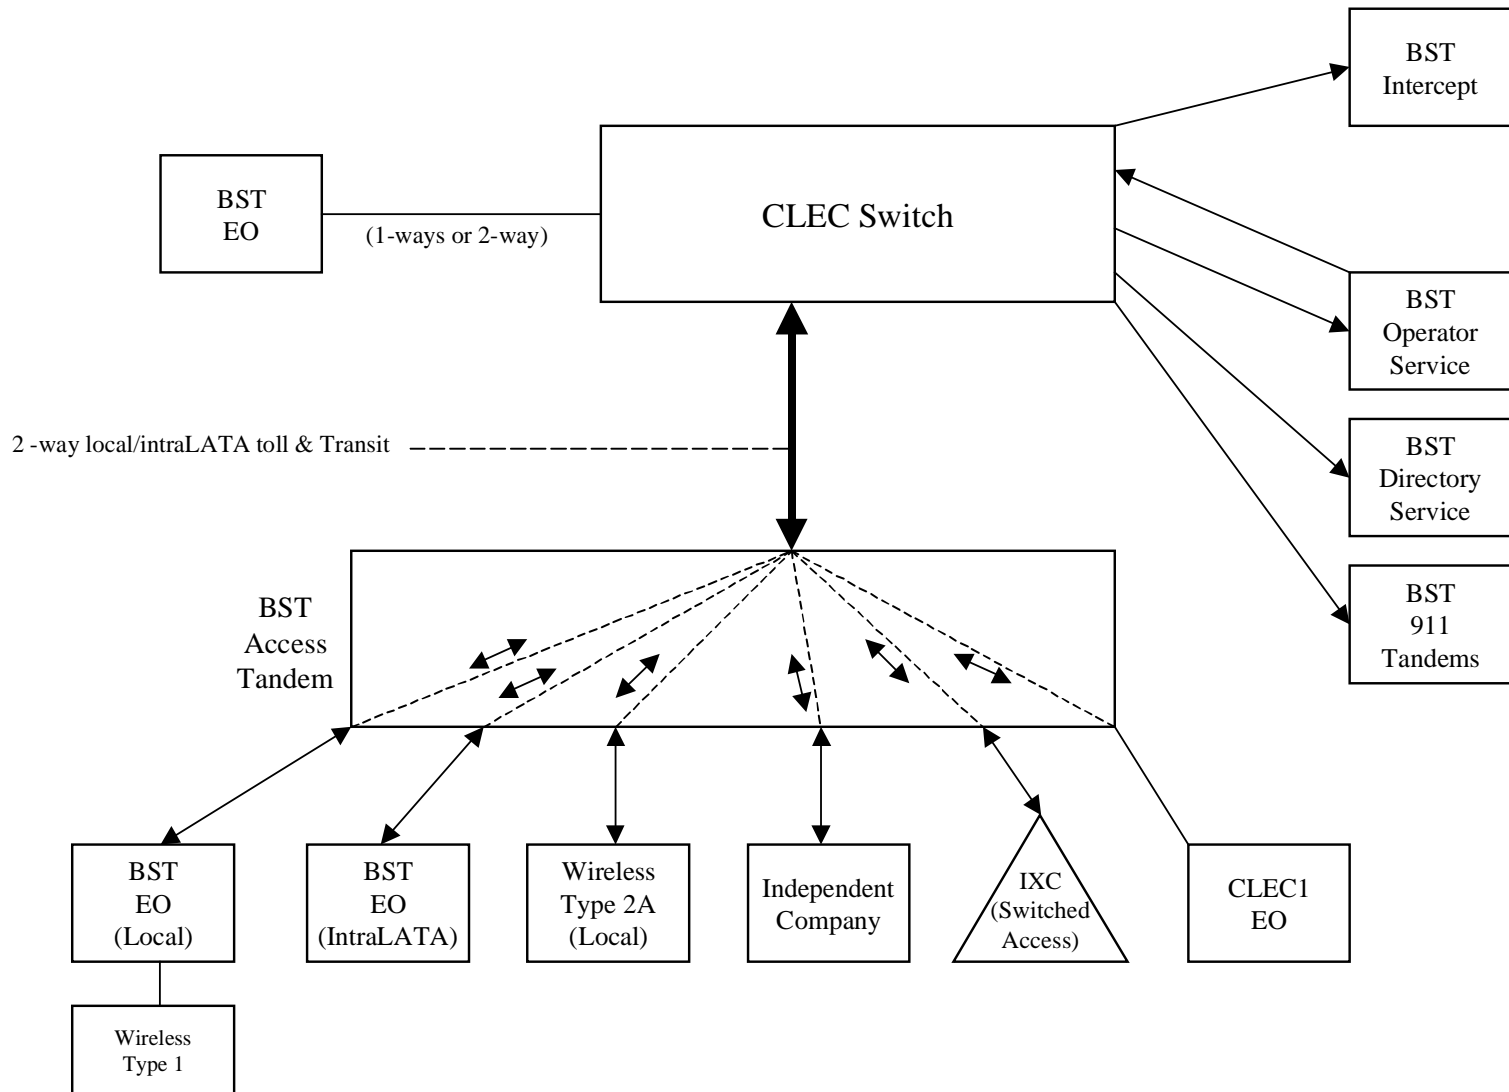 BST
Intercept
BST
EO
(1-ways or 2-way)
CLEC Switch
BST
Operator
Service
2 -way local/intraLATA toll & Transit
BST
Directory
Service
BST
Access
Tandem
BST
911
Tandems
BST
EO
(Local)
BST
EO
(IntraLATA)
Wireless
Type 2A
(Local)
Independent
Company
IXC
(Switched
Access)
CLEC1
EO
Wireless
Type 1